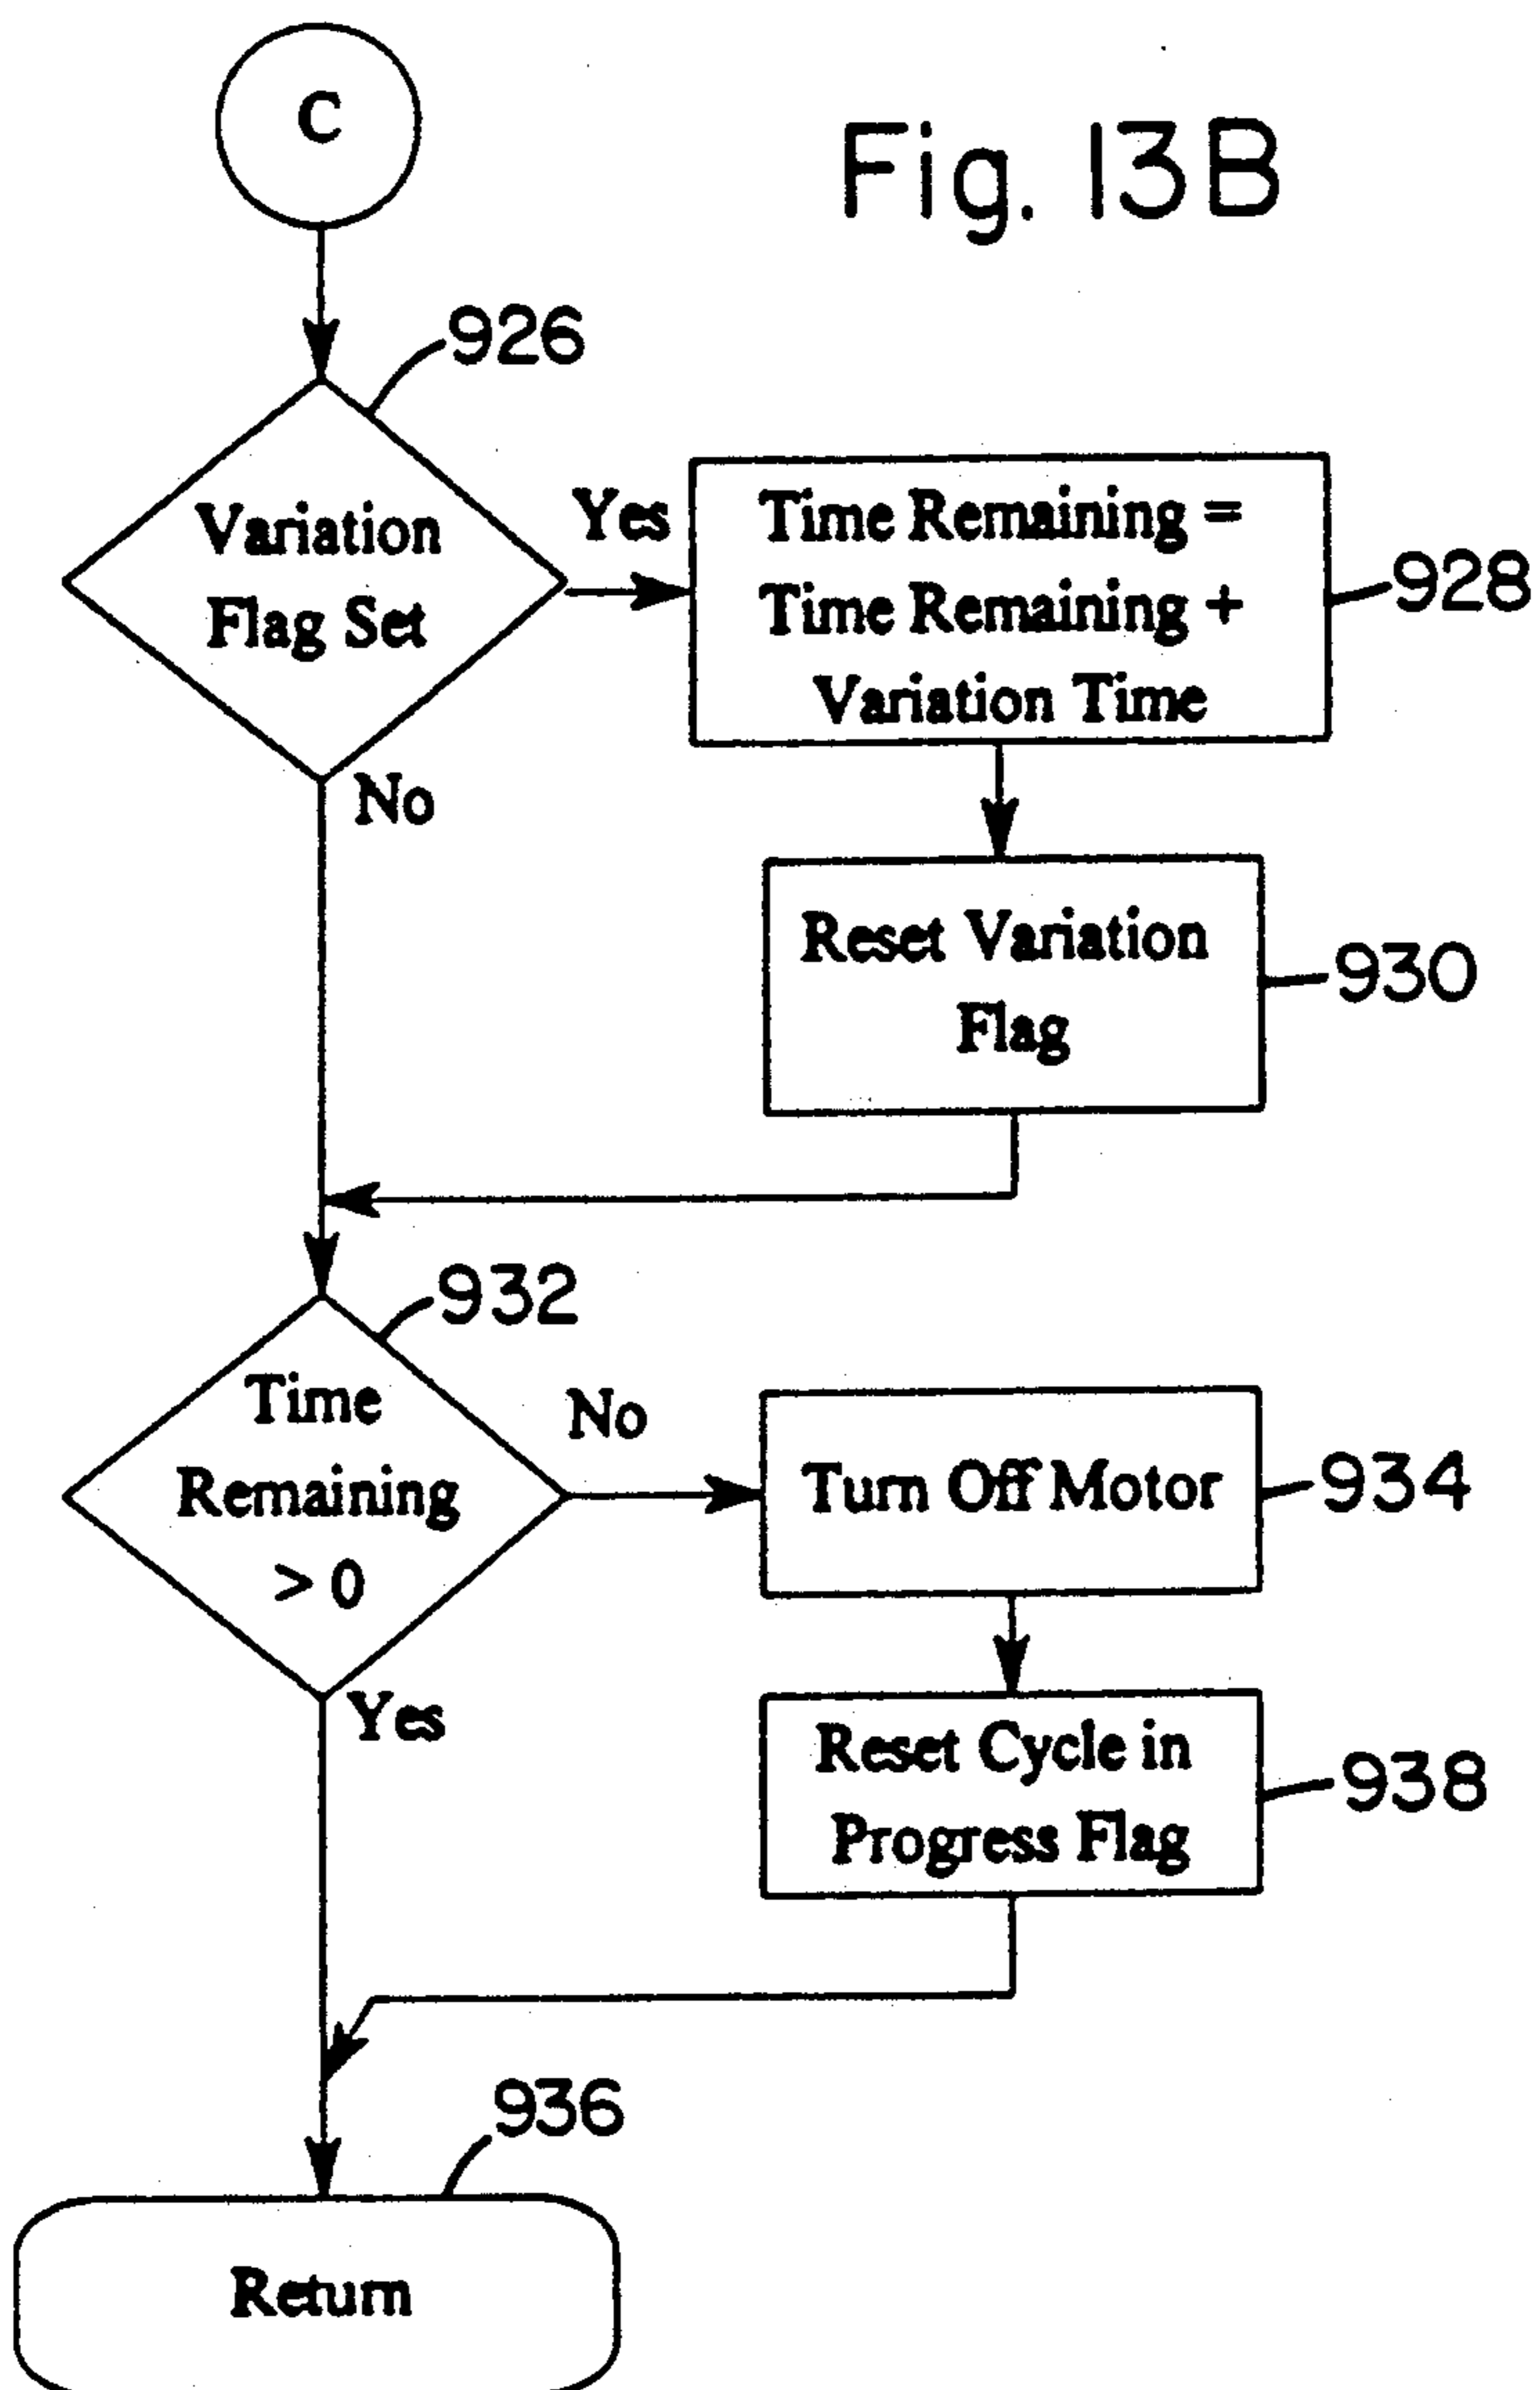 C
Fig. 13B
926
Variation
Flag Set
Yes
No
Time Remaining =
Time Remaining +
Variation Time
928
Reset Variation
Flag
930
932
Time
Remaining
> 0
No
Yes
Turn Off Motor
934
Reset Cycle in
Progress Flag
938
936
Return